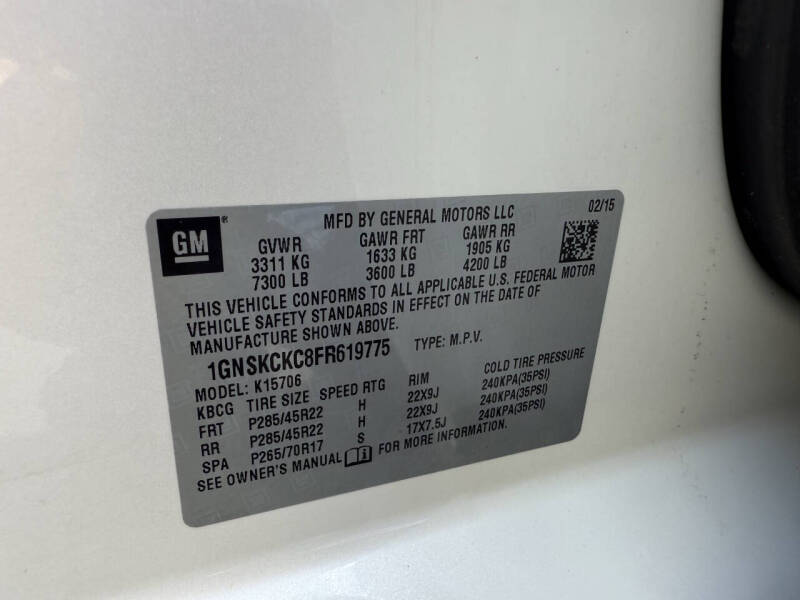 GM®
MFD BY GENERAL MOTORS LLC 02/15
GVWR GAWR FRT GAWR RR
3311 KG 1633 KG 1905 KG
7300 LB 3600 LB 4200 LB
THIS VEHICLE CONFORMS TO ALL APPLICABLE U.S. FEDERAL MOTOR
VEHICLE SAFETY STANDARDS IN EFFECT ON THE DATE OF
MANUFACTURE SHOWN ABOVE.
1GNSKCKC8FR619775 TYPE: M.P.V.
MODEL: K15706
KBCG TIRE SIZE SPEED RTG RIM COLD TIRE PRESSURE
FRT P285/45R22 H 22X9J 240KPA(35PSI)
RR P285/45R22 H 22X9J 240KPA(35PSI)
SPA P265/70R17 S 17X7.5J 240KPA(35PSI)
SEE OWNER'S MANUAL FOR MORE INFORMATION.